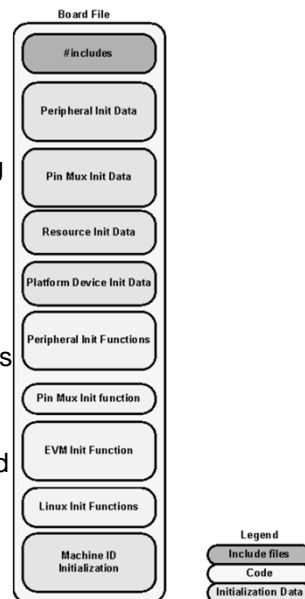 Board File
#includes
Peripheral Init Data
Pin Mux Init Data
Resource Init Data
Platform Device Init Data
Peripheral Init Functions
Pin Mux Init function
EVM Init Function
Linux Init Functions
Machine ID
Initialization
Legend
Include files
Code
Initialization Data